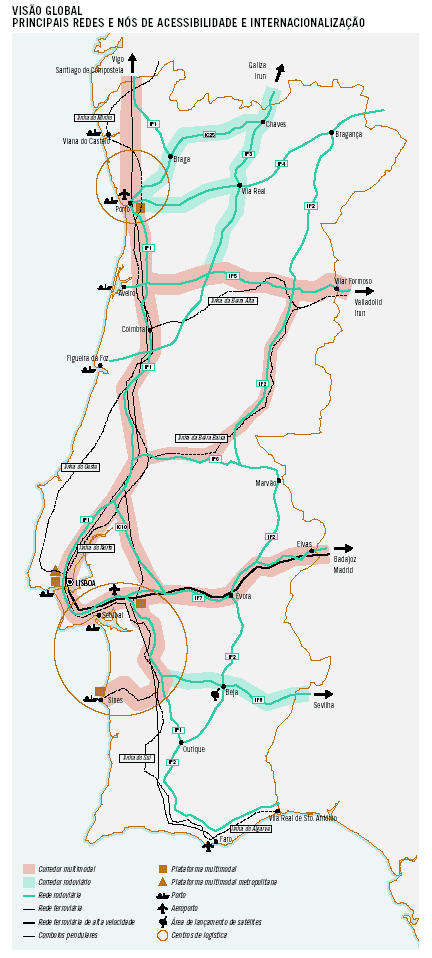 VISÃO GLOBAL
PRINCIPAIS REDES E NÓS DE ACESSIBILIDADE E INTERNACIONALIZAÇÃO
Vigo
Santiago de Compostela
Galiza
Irun
Linha do Minho
IP1
Chaves
Viana do Castelo
IC25
Bragança
Braga
IP3
IP4
Vila Real
Porto
IP2
IP1
IP5
Vilar Formoso
Aveiro
Linha da Beira Alta
Valladolid
Irun
Coimbra
Figueira da Foz
IP1
IP2
Linha da Beira Baixa
Linha do Oeste
IP6
Marvão
IP1
IC10
IP2
Linha do Norte
Elvas
Badajoz
Madrid
LISBOA
Évora
IP7
Setúbal
IP2
Beja
Sines
IP8
Sevilha
IP1
Ourique
Linha do Sul
IP2
Vila Real de Sto. António
Linha do Algarve
Faro
Corredor multimodal
Corredor rodoviário
Rede rodoviária
Rede ferroviária
Rede ferroviária de alta velocidade
Comboios pendulares
Plataforma multimodal
Plataforma multimodal metropolitana
Porto
Aeroporto
Área de lançamento de satélites
Centros de logística